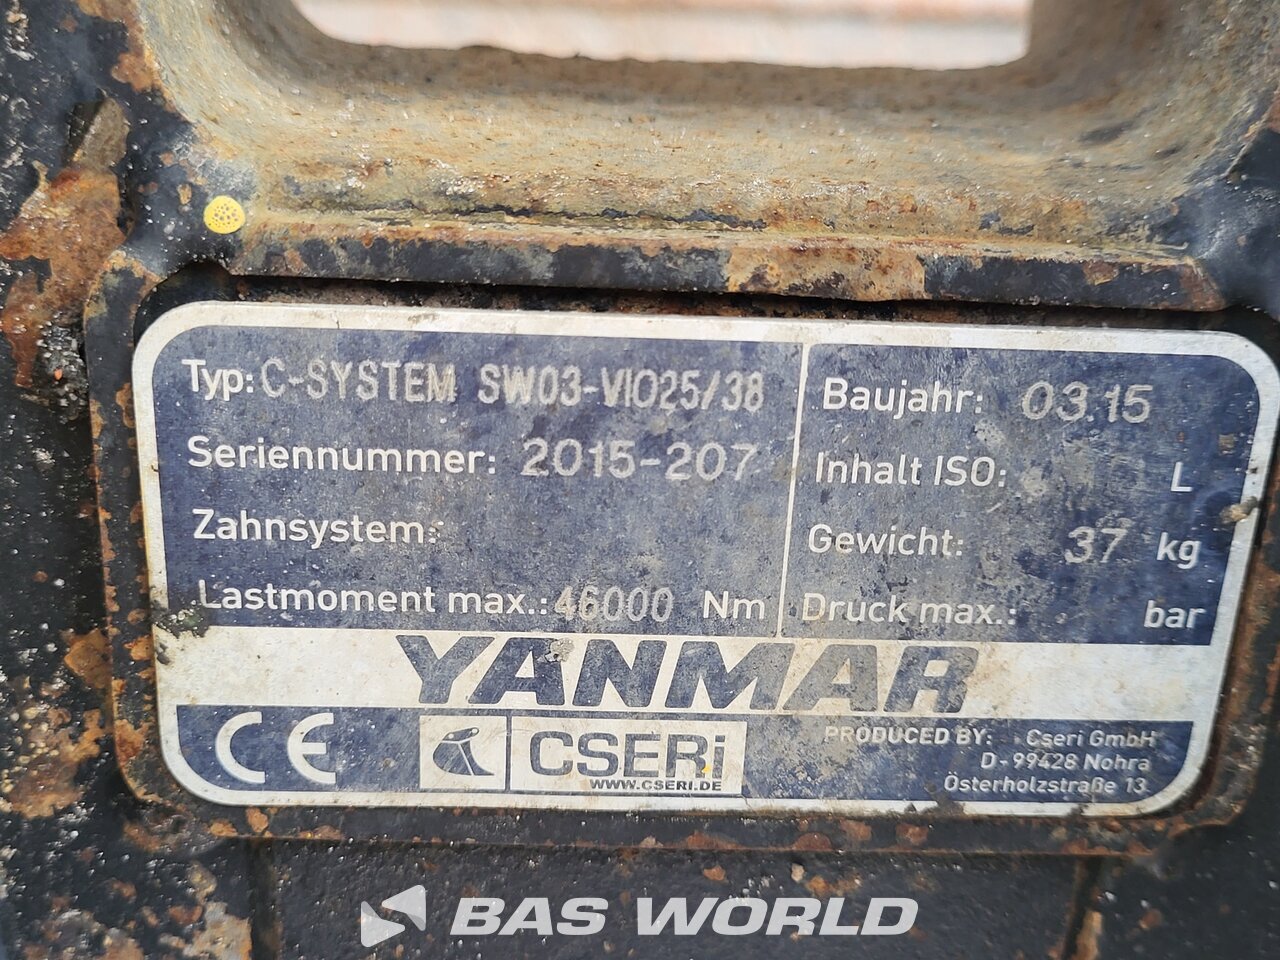 Typ: C-SYSTEM SW03-VIO25/38
Seriennummer: 2015-207
Zahnsystem:
Lastmoment max.: 46000 Nm
Baujahr: 03.15
Inhalt ISO: L
Gewicht: 37 kg
Druck max.: bar
YANMAR
CE
CSERi
WWW.CSERI.DE
PRODUCED BY: Cseri GmbH
D-99428 Nohra
Österholzstraße 13
BAS WORLD